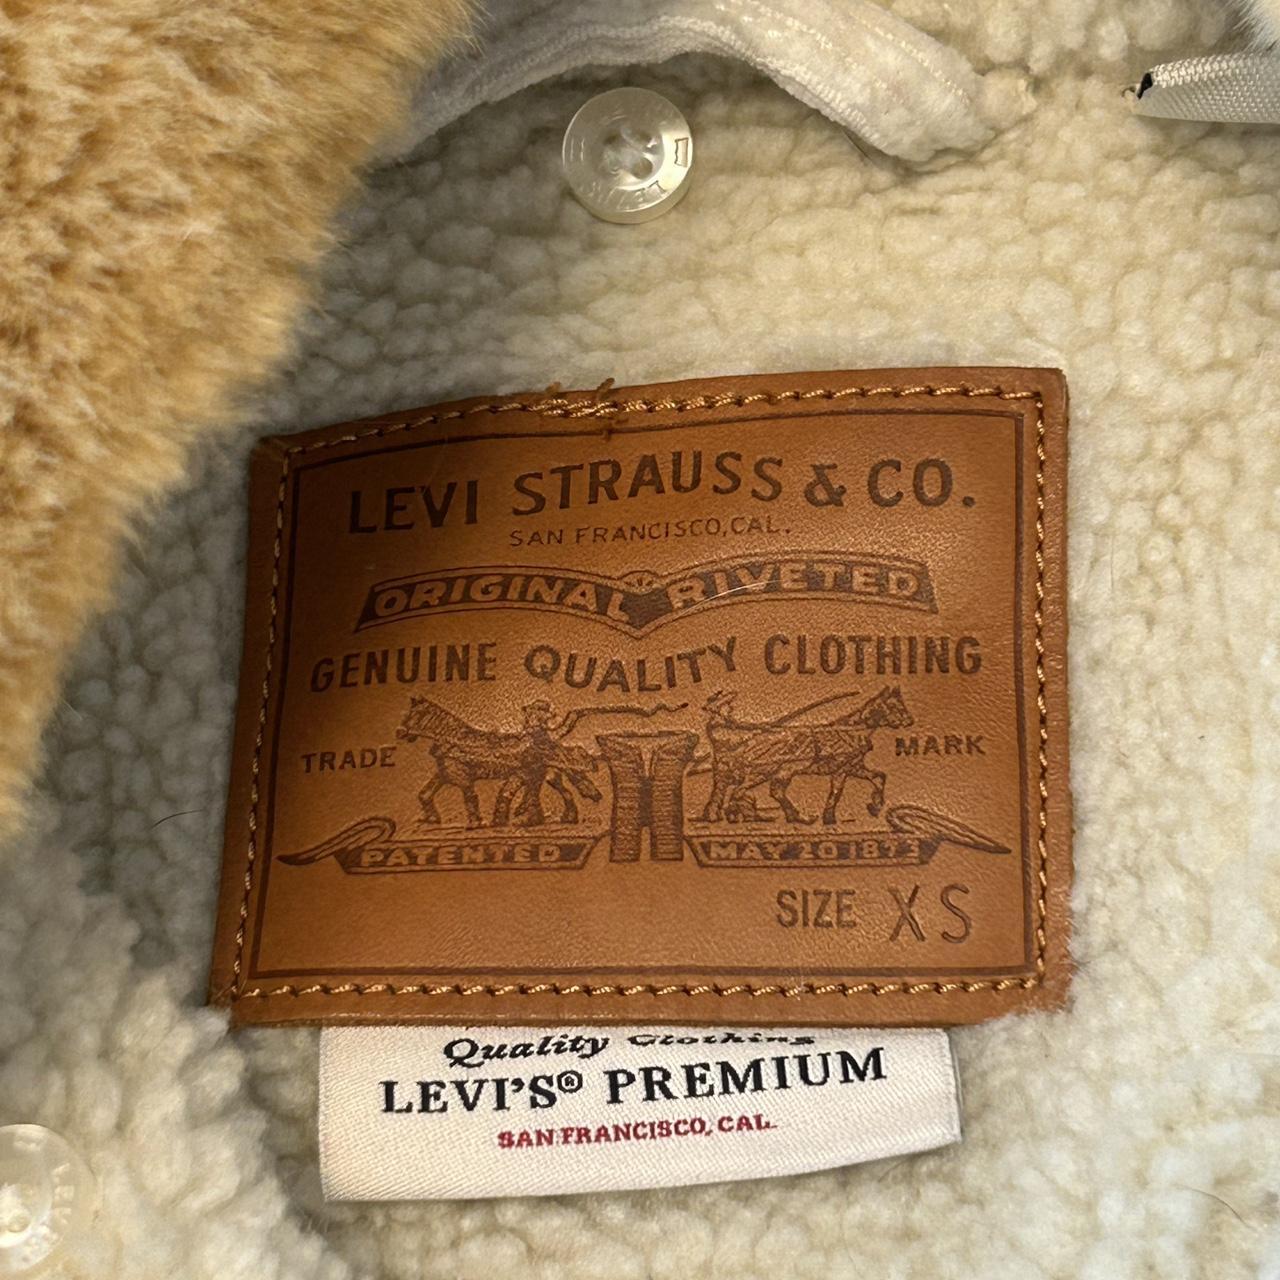 LEVI'S
LEVI STRAUSS & CO.
SAN FRANCISCO, CAL.
ORIGINAL RIVETED
GENUINE QUALITY CLOTHING
TRADE MARK
PATENTED MAY 20 1873
SIZE XS
Quality Clothing
LEVI'S® PREMIUM
SAN FRANCISCO, CAL.